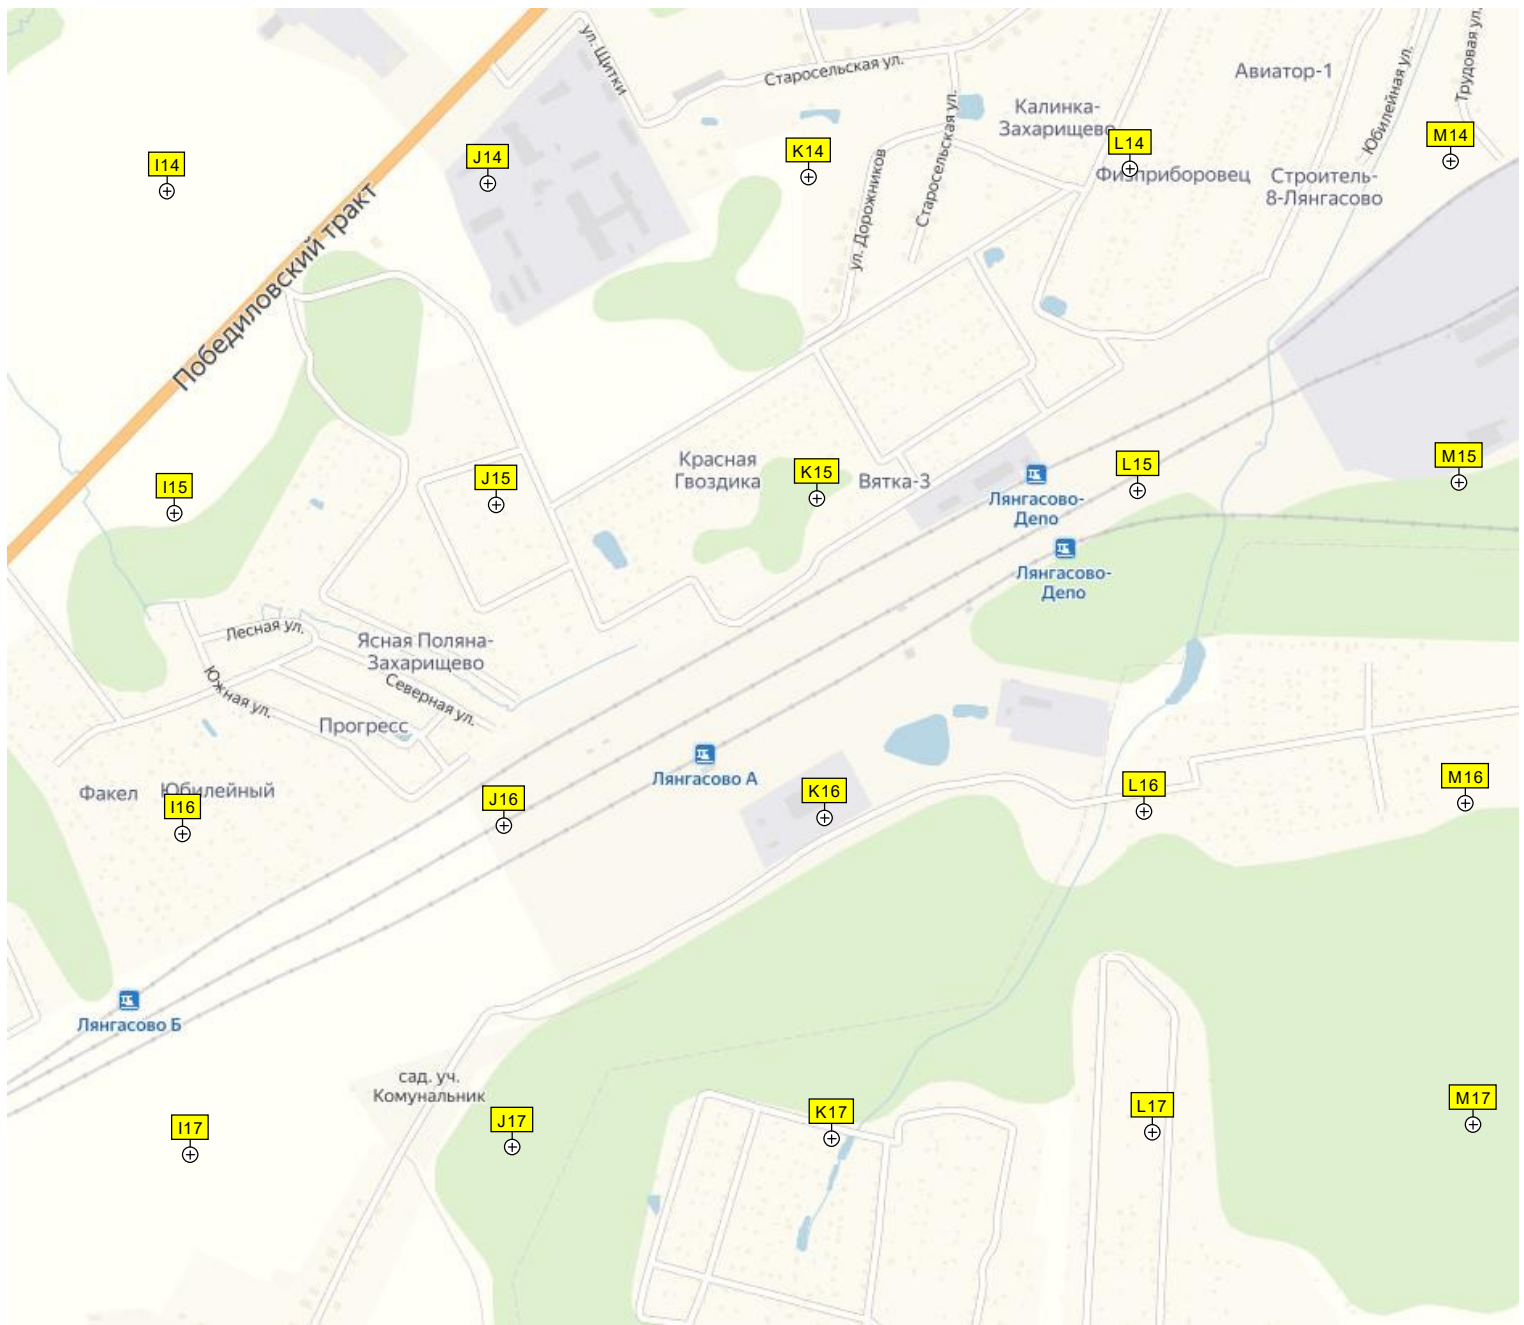 ул. Щитки
Старосельская ул.
Авиатор-1
Юбилейная ул.
Трудовая ул.
Калинка-
Захарищево
Старосельская ул.
ул. Дорожников
I14
J14
K14
L14
M14
Физприборовец
Строитель-
8-Лянгасово
Победиловский тракт
Красная
Гвоздика
Вятка-3
I15
J15
K15
L15
M15
Лянгасово-
Депо
Лянгасово-
Депо
Лесная ул.
Ясная Поляна-
Захарищево
Южная ул.
Северная ул.
Прогресс
Лянгасово А
Факел
Юбилейный
I16
J16
K16
L16
M16
Лянгасово Б
сад. уч.
Комунальник
I17
J17
K17
L17
M17